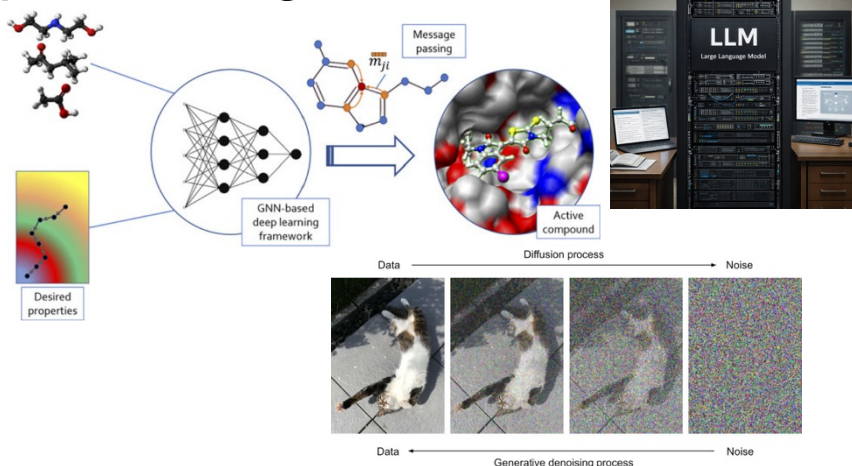 Message
passing
m⃗ji
GNN-based
deep learning
framework
Active
compound
Desired
properties
LLM
Large Language Model
Diffusion process
Data
Noise
Data
Noise
Generative denoising process